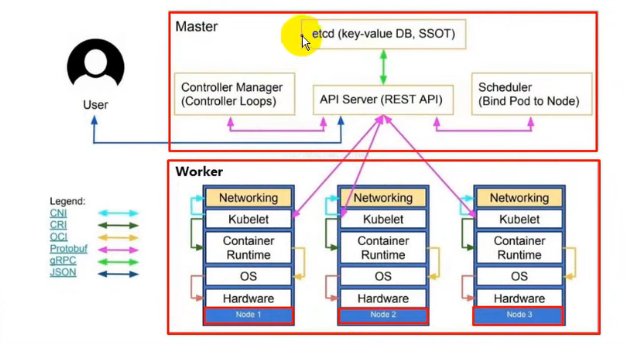 Master
etcd (key-value DB, SSOT)
Controller Manager
(Controller Loops)
API Server (REST API)
Scheduler
(Bind Pod to Node)
User
Worker
Networking
Kubelet
Container
Runtime
OS
Hardware
Node 1
Networking
Kubelet
Container
Runtime
OS
Hardware
Node 2
Networking
Kubelet
Container
Runtime
OS
Hardware
Node 3
Legend:
CNI
CRI
OCI
Protobuf
gRPC
JSON